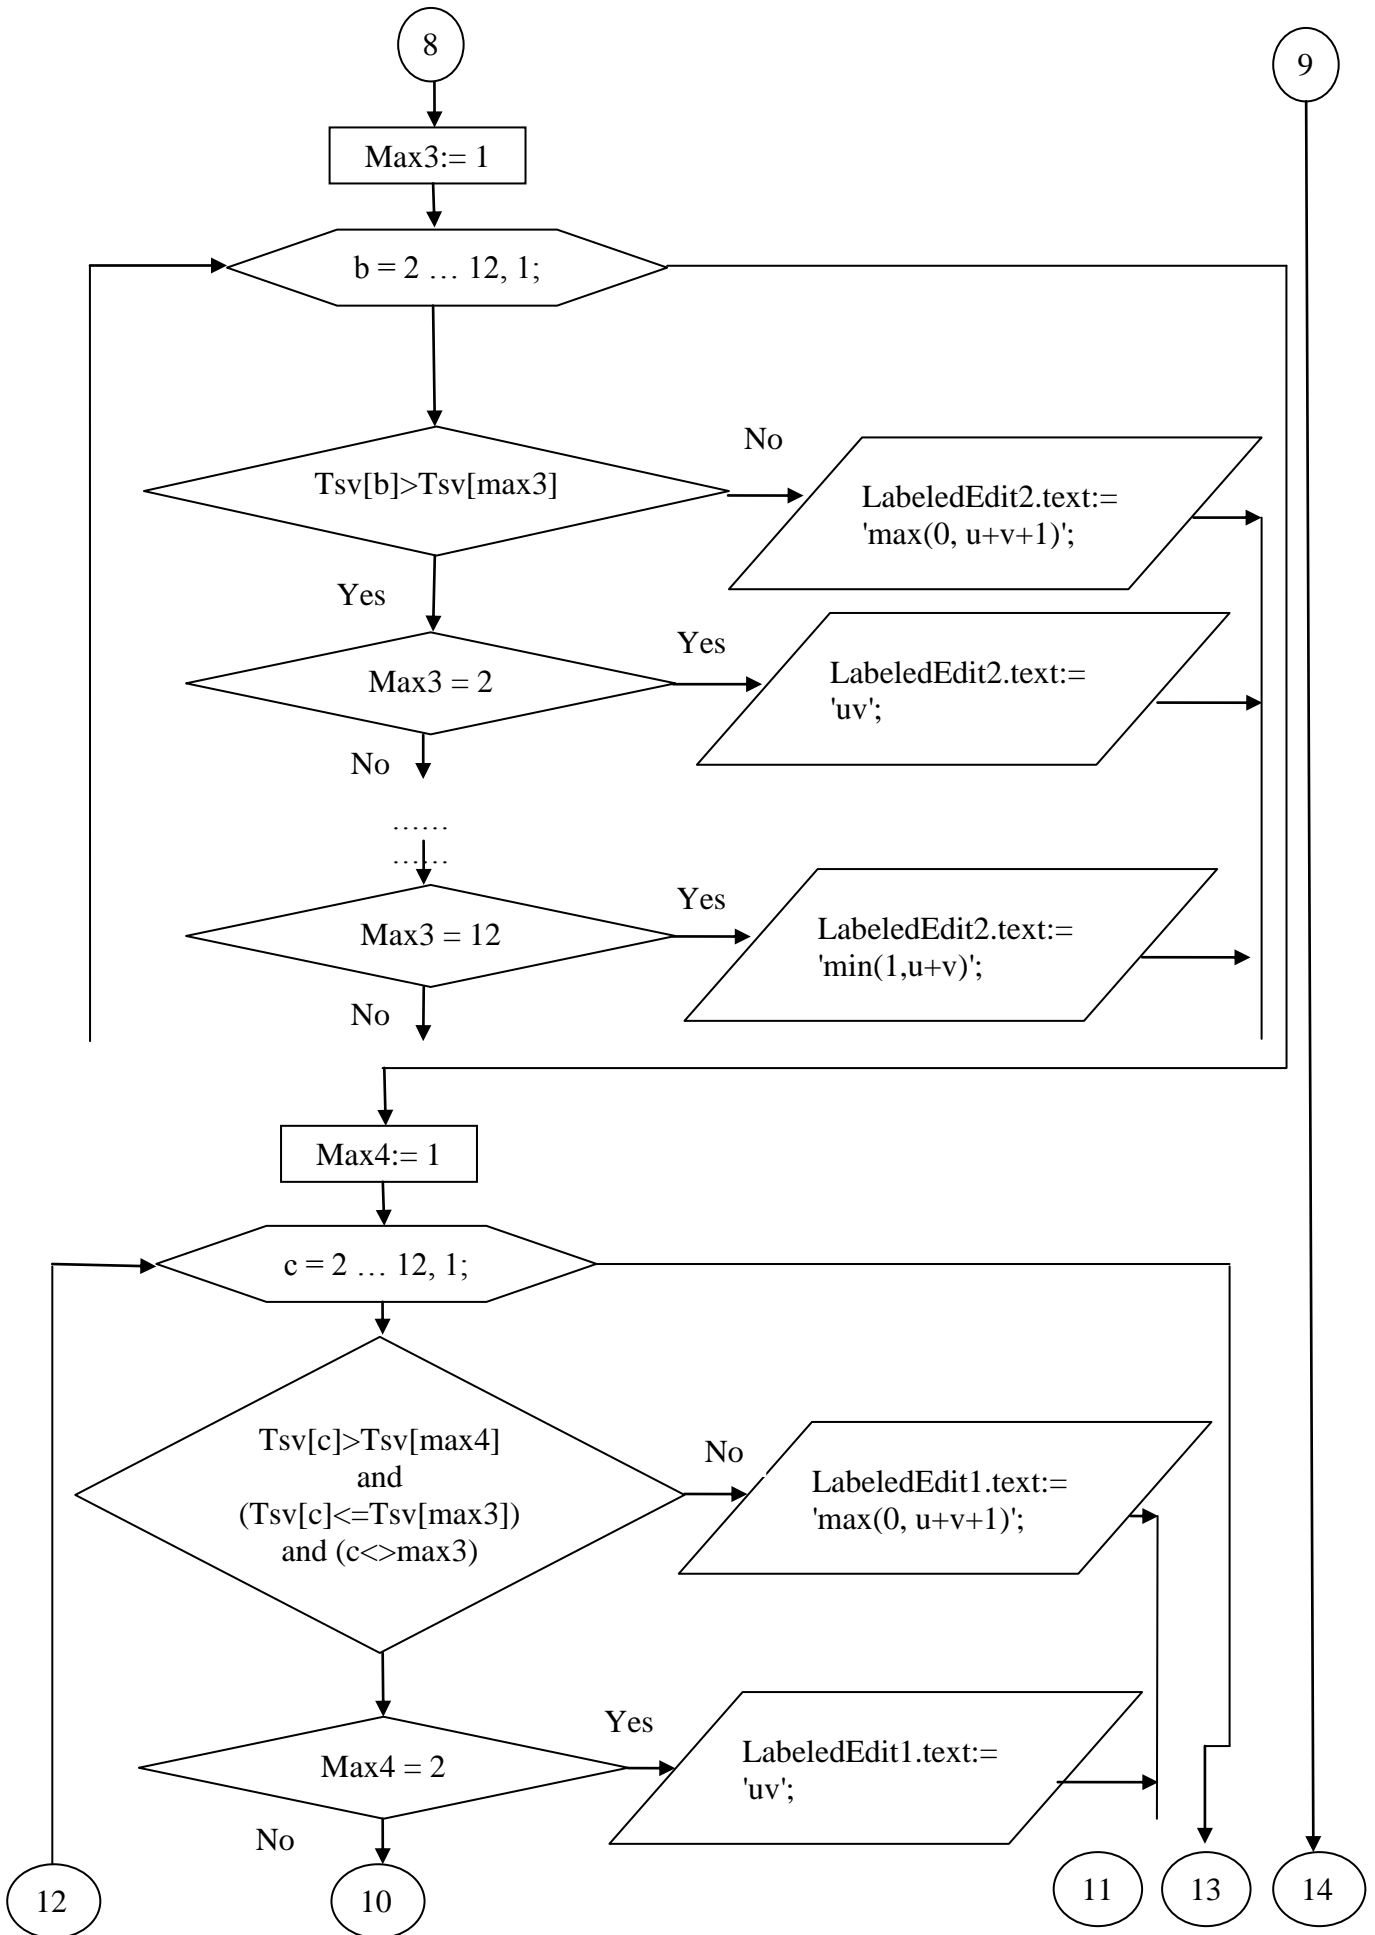 8
9
Max3:= 1
b = 2 … 12, 1;
No
Tsv[b]>Tsv[max3]
LabeledEdit2.text:=
'max(0, u+v+1)';
Yes
Yes
Max3 = 2
LabeledEdit2.text:=
'uv';
No
……
……
Yes
Max3 = 12
LabeledEdit2.text:=
'min(1,u+v)';
No
Max4:= 1
c = 2 … 12, 1;
Tsv[c]>Tsv[max4]
and
(Tsv[c]<=Tsv[max3])
and (c<>max3)
No
LabeledEdit1.text:=
'max(0, u+v+1)';
Yes
Max4 = 2
LabeledEdit1.text:=
'uv';
No
12
10
11
13
14